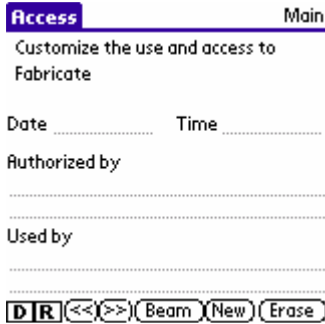 Access Main
Customize the use and access to
Fabricate
Date Time
Authorized by
Used by
D R << >> Beam New Erase